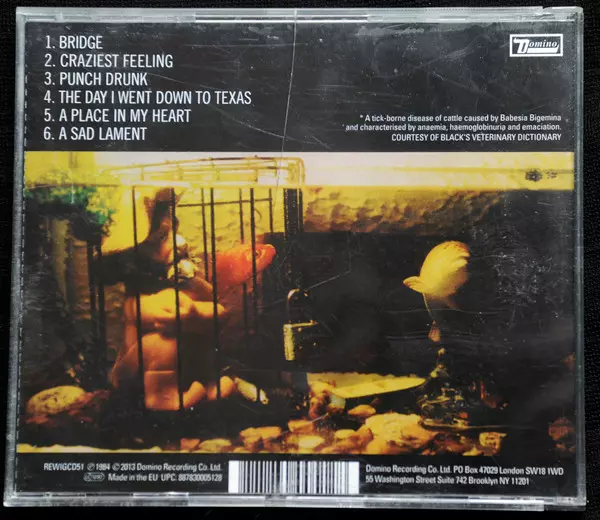 1. BRIDGE
2. CRAZIEST FEELING
3. PUNCH DRUNK
4. THE DAY I WENT DOWN TO TEXAS
5. A PLACE IN MY HEART
6. A SAD LAMENT
Domino
* A tick-borne disease of cattle caused by Babesia Bigemina
and characterised by anaemia, haemoglobinuria and emaciation.
COURTESY OF BLACK'S VETERINARY DICTIONARY
REWIGCD51 ℗ 1984 © 2013 Domino Recording Co. Ltd.
Made in the EU UPC: 887830005128
Domino Recording Co. Ltd. PO Box 47029 London SW18 1WD
55 Washington Street Suite 742 Brooklyn NY 11201